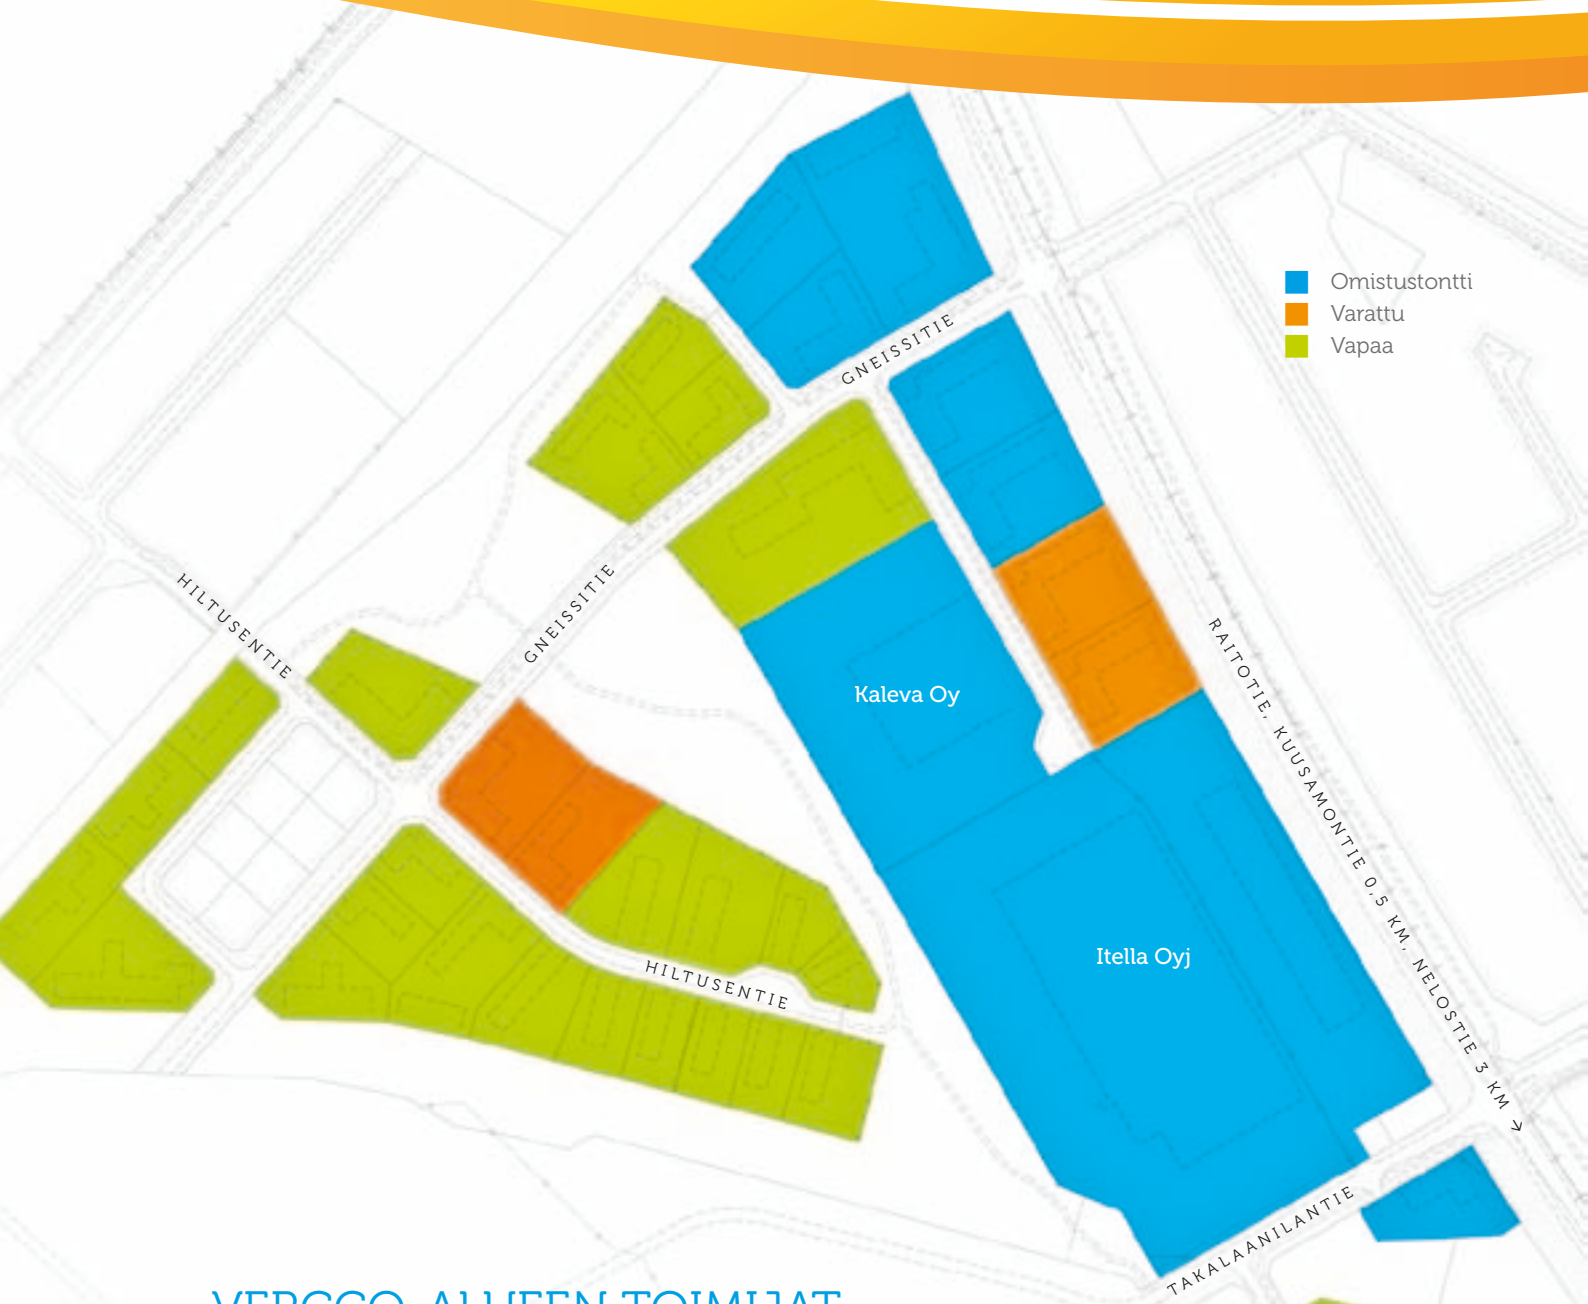 Omistustontti
Varattu
Vapaa
GNEISSITIE
GNEISSITIE
HILTUSENTIE
RAITOTIE, KUUSAMONTIE 0,5 KM, NELOSTIE 3 KM →
Kaleva Oy
Itella Oyj
HILTUSENTIE
TAKALAANILANTIE
TOIMIJAT